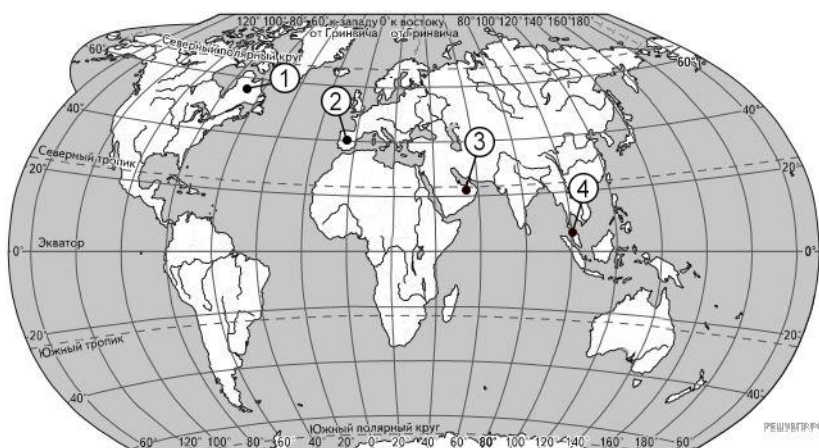 120° 100° 80° 60° к западу 0° к востоку 80° 100° 120° 140° 160° 180°
от Гринвича от Гринвича
Северный полярный круг
60° 60°
1
40° 2 40°
3
Северный тропик
20° 20°
4
Экватор
0° 0°
20° 20°
Южный тропик
40° 40°
Южный полярный круг
60° 60°
120° 100° 80° 60° 40° 20° 0° 20° 40° 60° 80° 100° 120° 140° 160° 180°